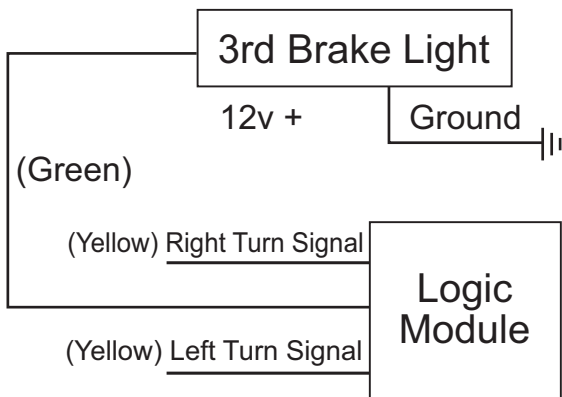 3rd Brake Light
12v +
Ground
(Green)
(Yellow) Right Turn Signal
Logic
Module
(Yellow) Left Turn Signal